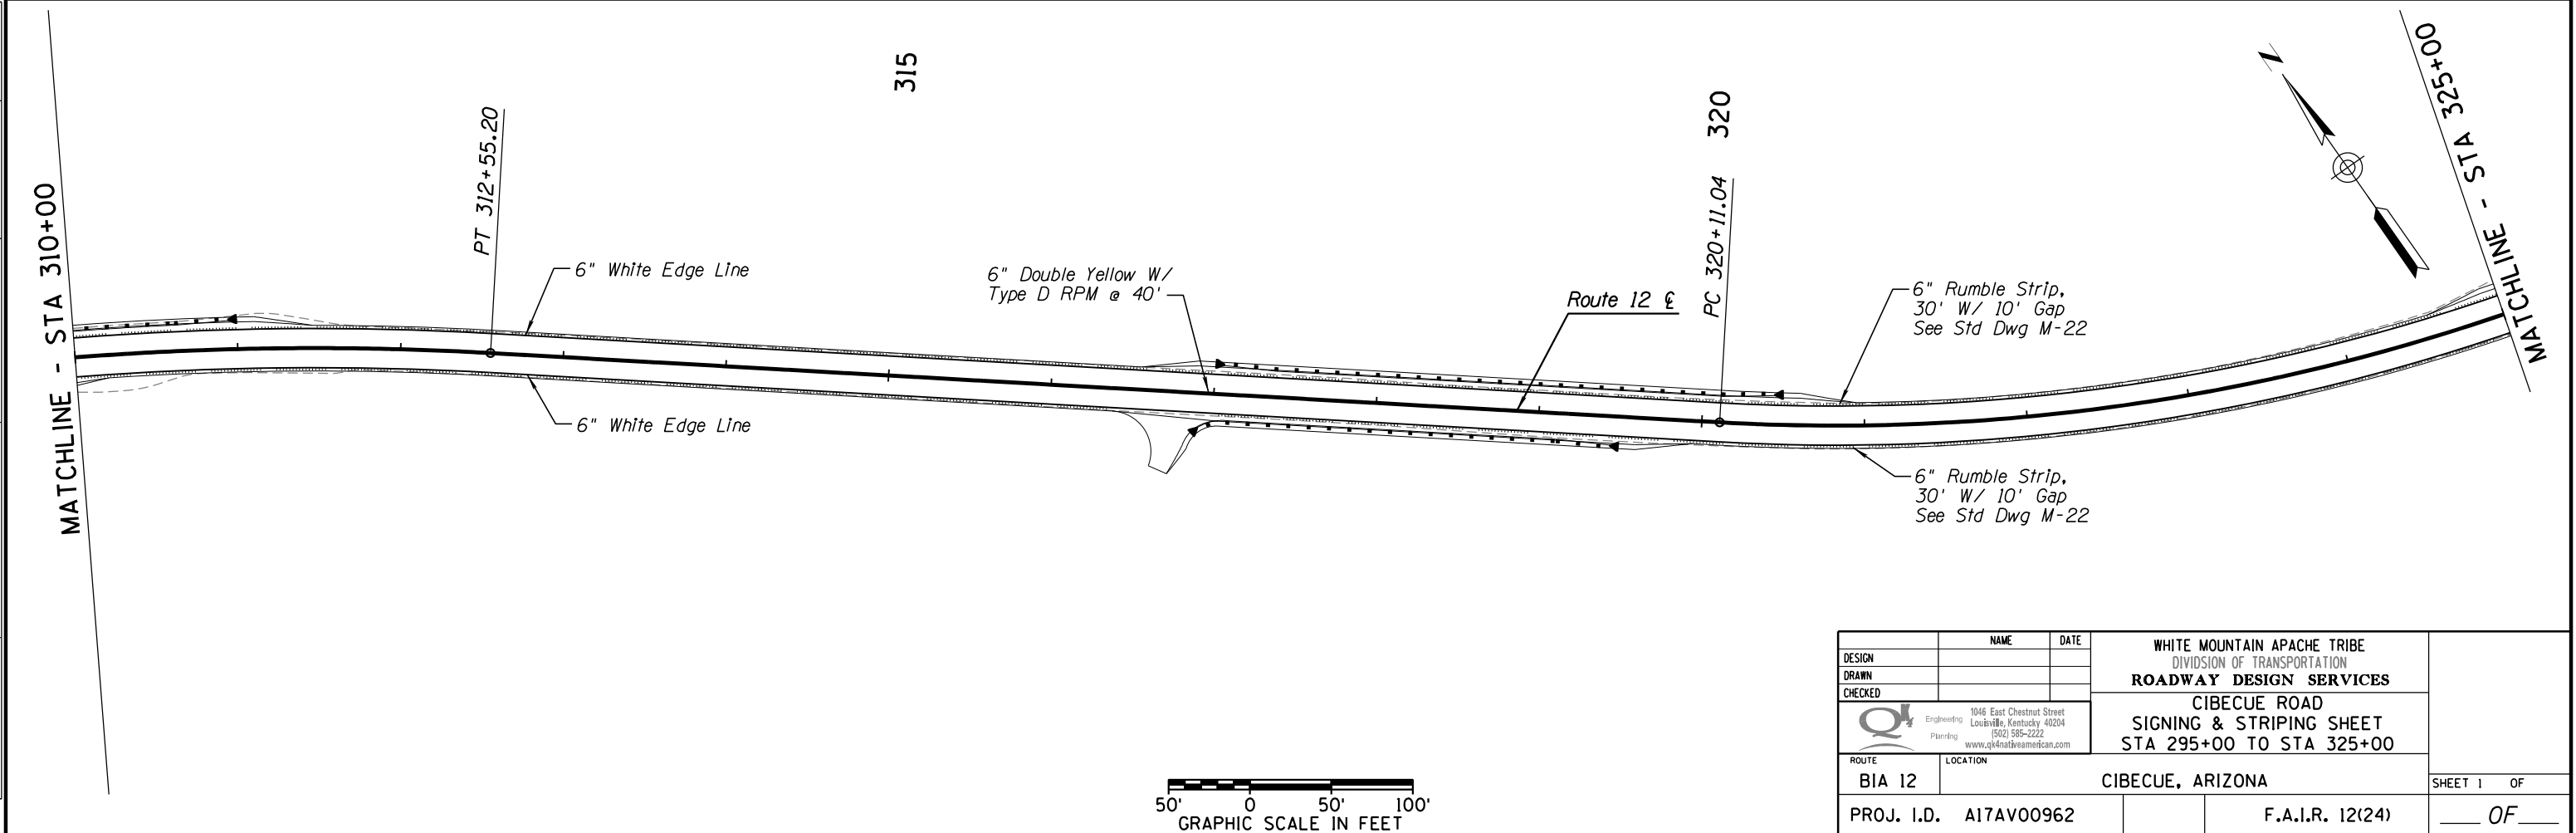 MATCHLINE - STA 310+00
PT 312+55.20
315
PC 320+11.04
320
MATCHLINE - STA 325+00
N
6" White Edge Line
6" White Edge Line
6" Double Yellow W/
Type D RPM @ 40'
Route 12 ℄
6" Rumble Strip,
30' W/ 10' Gap
See Std Dwg M-22
6" Rumble Strip,
30' W/ 10' Gap
See Std Dwg M-22
50' 0 50' 100'
GRAPHIC SCALE IN FEET
NAME DATE
DESIGN
DRAWN
CHECKED
WHITE MOUNTAIN APACHE TRIBE
DIVIDSION OF TRANSPORTATION
ROADWAY DESIGN SERVICES
Qk4
Engineering
Planning
1046 East Chestnut Street
Louisville, Kentucky 40204
(502) 585-2222
www.qk4nativeamerican.com
CIBECUE ROAD
SIGNING & STRIPING SHEET
STA 295+00 TO STA 325+00
ROUTE
BIA 12
LOCATION
CIBECUE, ARIZONA
SHEET 1 OF
PROJ. I.D. A17AV00962
F.A.I.R. 12(24)
____ OF ____